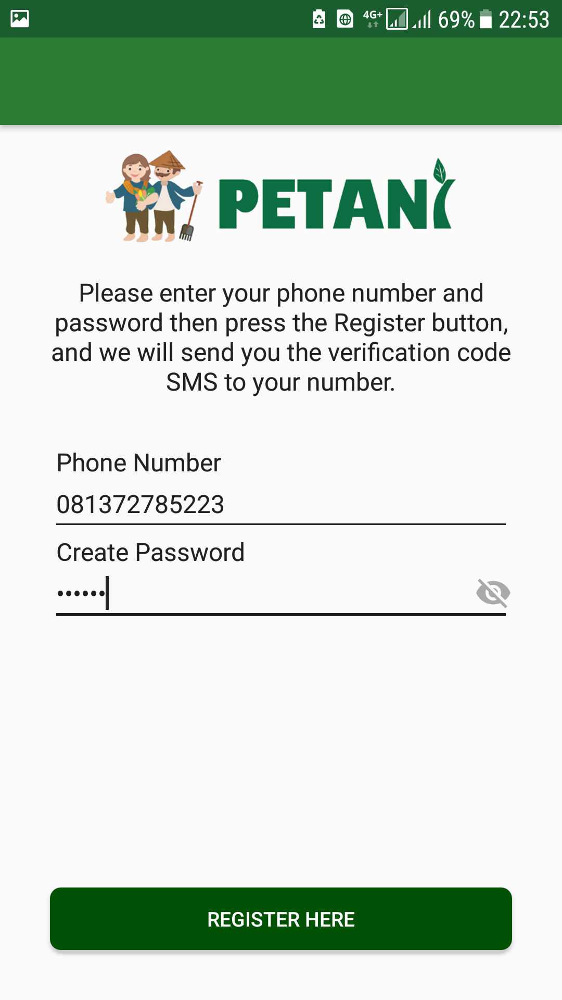 4G+ 69% 22:53
PETANI
Please enter your phone number and
password then press the Register button,
and we will send you the verification code
SMS to your number.
Phone Number
081372785223
Create Password
••••••
REGISTER HERE